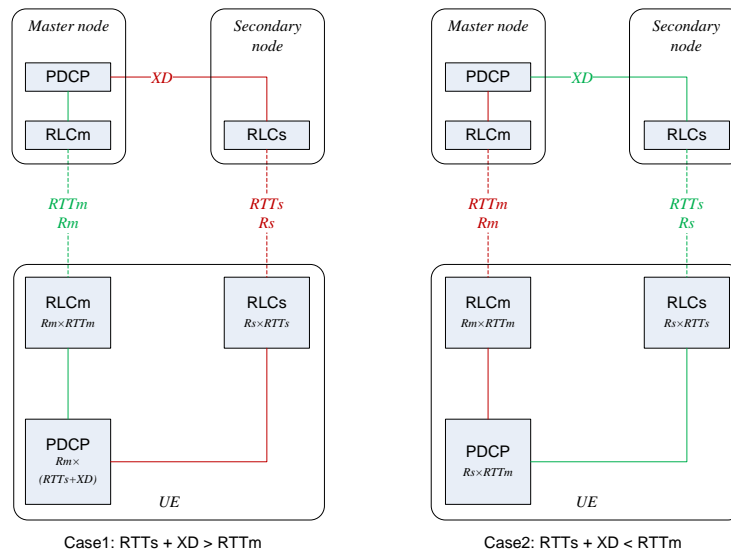 Master node
Secondary
node
PDCP
XD
RLCm
RLCs
RTTm
Rm
RTTs
Rs
RLCm
Rm×RTTm
RLCs
Rs×RTTs
PDCP
Rm×
(RTTs+XD)
UE
Case1: RTTs + XD > RTTm
Master node
Secondary
node
PDCP
XD
RLCm
RLCs
RTTm
Rm
RTTs
Rs
RLCm
Rm×RTTm
RLCs
Rs×RTTs
PDCP
Rs×RTTm
UE
Case2: RTTs + XD < RTTm